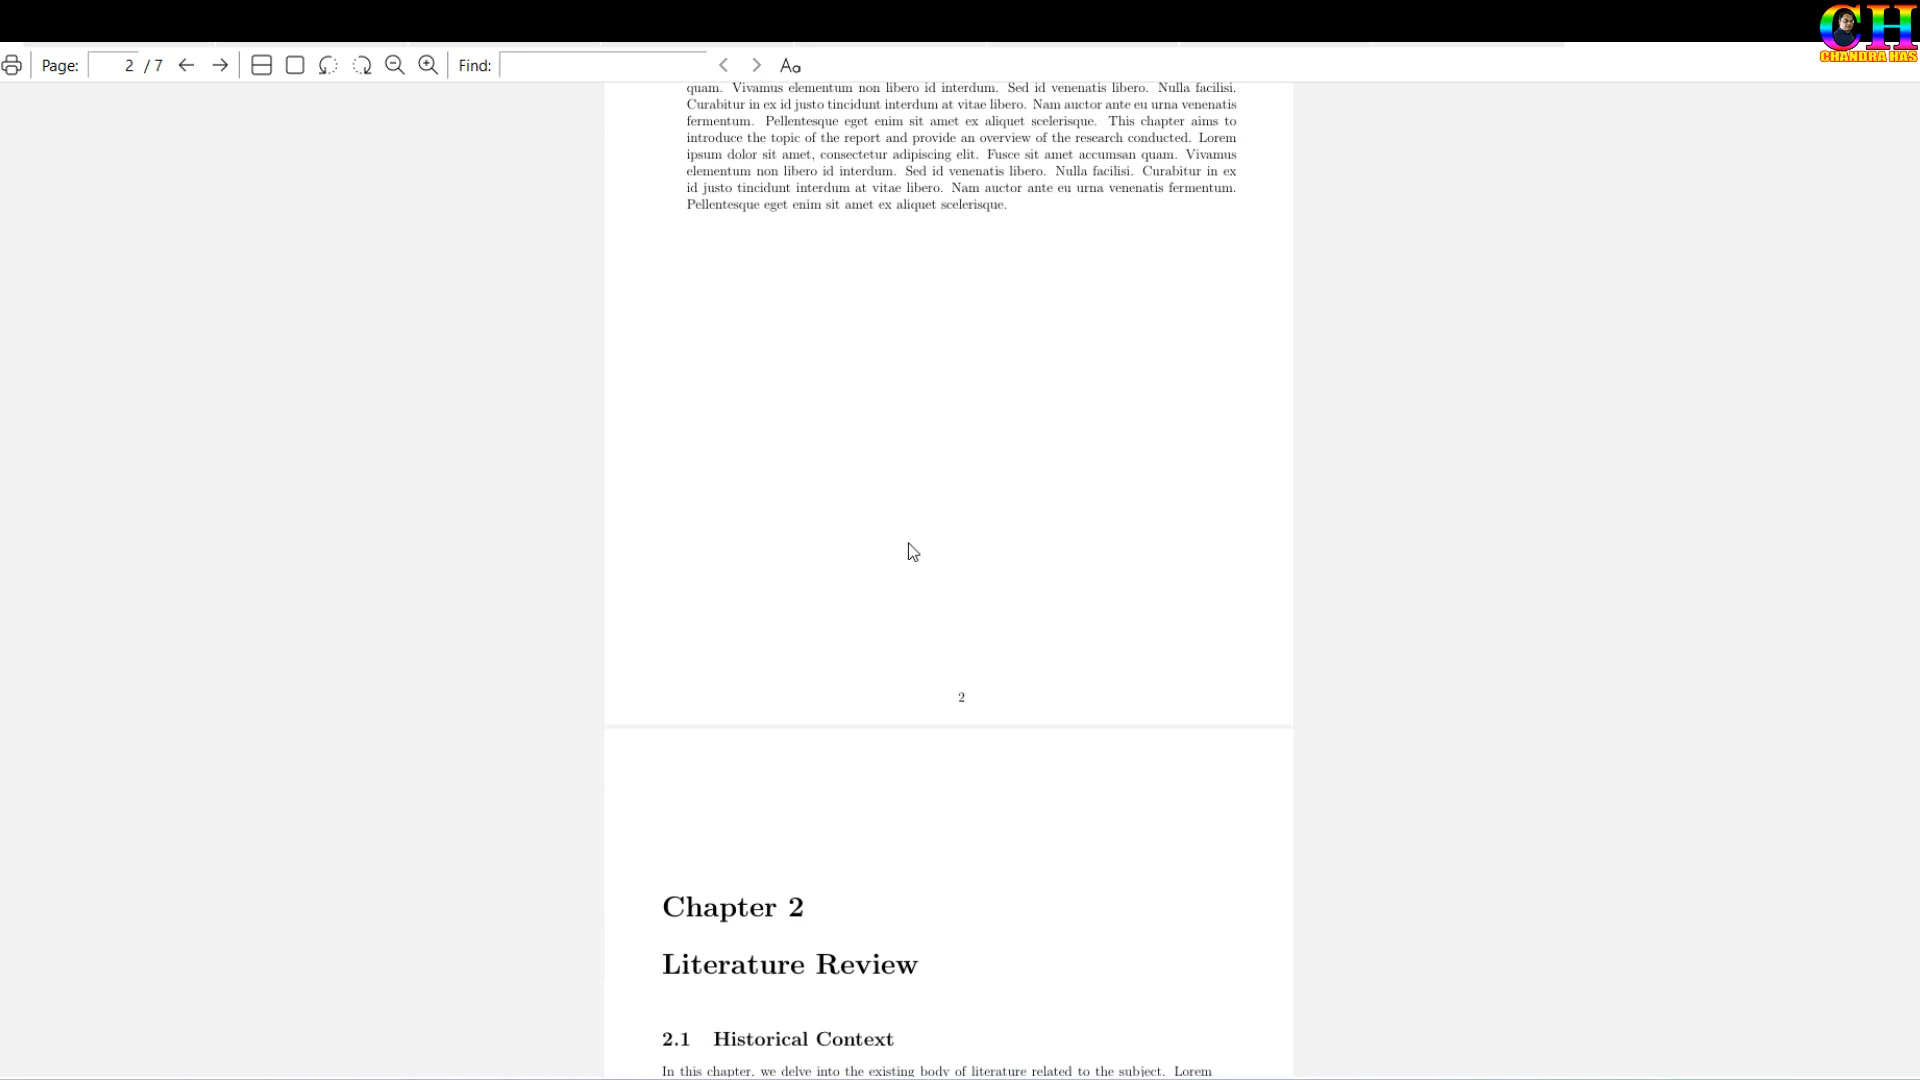 CH
CHANDRA HAS
Page: 2 / 7 Find: Aa
quam. Vivamus elementum non libero id interdum. Sed id venenatis libero. Nulla facilisi.
Curabitur in ex id justo tincidunt interdum at vitae libero. Nam auctor ante eu urna venenatis
fermentum. Pellentesque eget enim sit amet ex aliquet scelerisque. This chapter aims to
introduce the topic of the report and provide an overview of the research conducted. Lorem
ipsum dolor sit amet, consectetur adipiscing elit. Fusce sit amet accumsan quam. Vivamus
elementum non libero id interdum. Sed id venenatis libero. Nulla facilisi. Curabitur in ex
id justo tincidunt interdum at vitae libero. Nam auctor ante eu urna venenatis fermentum.
Pellentesque eget enim sit amet ex aliquet scelerisque.
2
Chapter 2
Literature Review
2.1 Historical Context
In this chapter, we delve into the existing body of literature related to the subject. Lorem